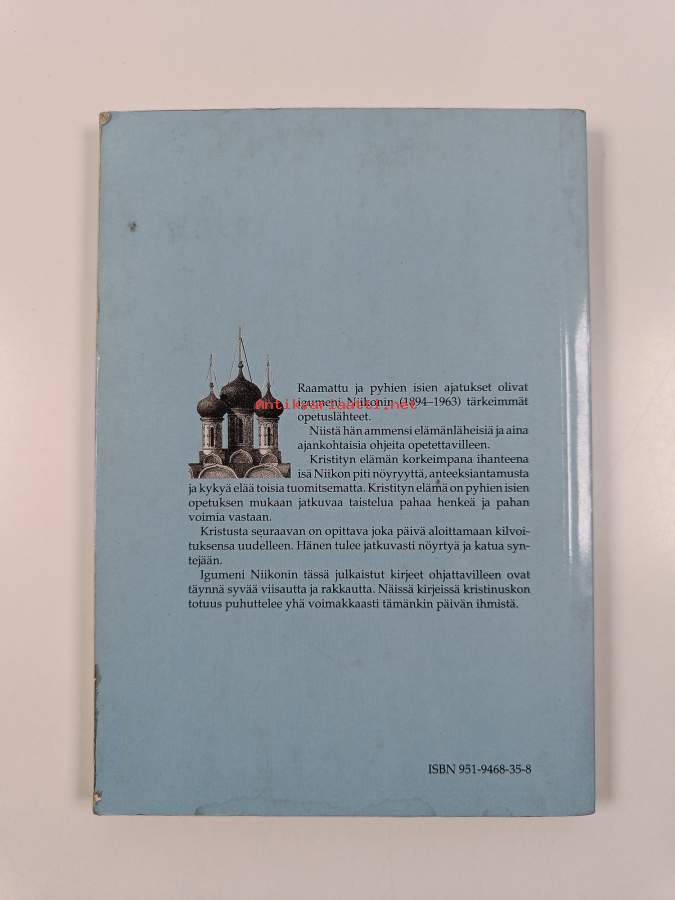 Raamattu ja pyhien isien ajatukset olivat
igumeni Niikonin (1894–1963) tärkeimmät
Antikvariaatti.net
opetuslähteet.
Niistä hän ammensi elämänläheisiä ja aina
ajankohtaisia ohjeita opetettavilleen.
Kristityn elämän korkeimpana ihanteena
isä Niikon piti nöyryyttä, anteeksiantamusta
ja kykyä elää toisia tuomitsematta. Kristityn elämä on pyhien isien
opetuksen mukaan jatkuvaa taistelua pahaa henkeä ja pahan
voimia vastaan.
Kristusta seuraavan on opittava joka päivä aloittamaan kilvoi-
tuksensa uudelleen. Hänen tulee jatkuvasti nöyrtyä ja katua syn-
tejään.
Igumeni Niikonin tässä julkaistut kirjeet ohjattavilleen ovat
täynnä syvää viisautta ja rakkautta. Näissä kirjeissä kristinuskon
totuus puhuttelee yhä voimakkaasti tämänkin päivän ihmistä.
ISBN 951-9468-35-8